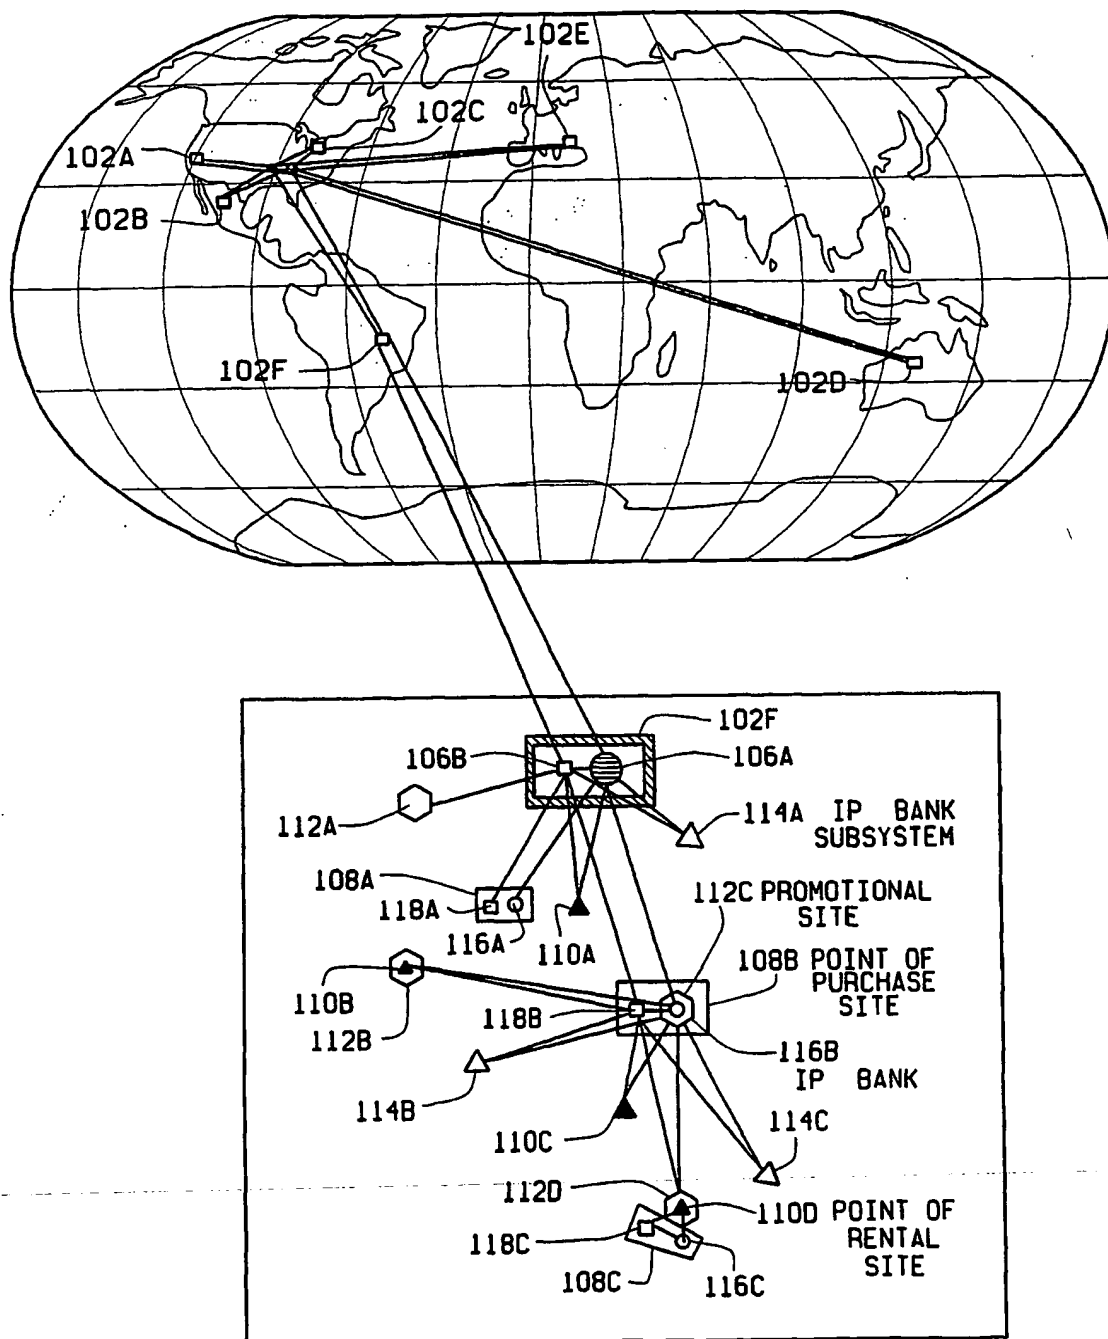 102E
102C
102A
102B
102F
102D
102F
106B
106A
112A
114A IP BANK
SUBSYSTEM
108A
118A
116A
110A
112C PROMOTIONAL
SITE
108B POINT OF
PURCHASE
SITE
110B
112B
118B
116B
IP BANK
114B
110C
114C
112D
110D POINT OF
RENTAL
SITE
118C
108C
116C